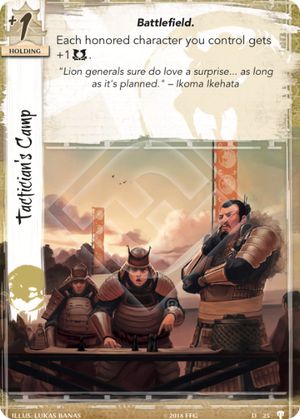 +1
HOLDING
Battlefield.
Each honored character you control gets
+1 .
"Lion generals sure do love a surprise... as long
as it's planned." – Ikoma Ikehata
Tactician's Camp
ILLUS: LUKAS BANAS
©2018 FFG
D 25